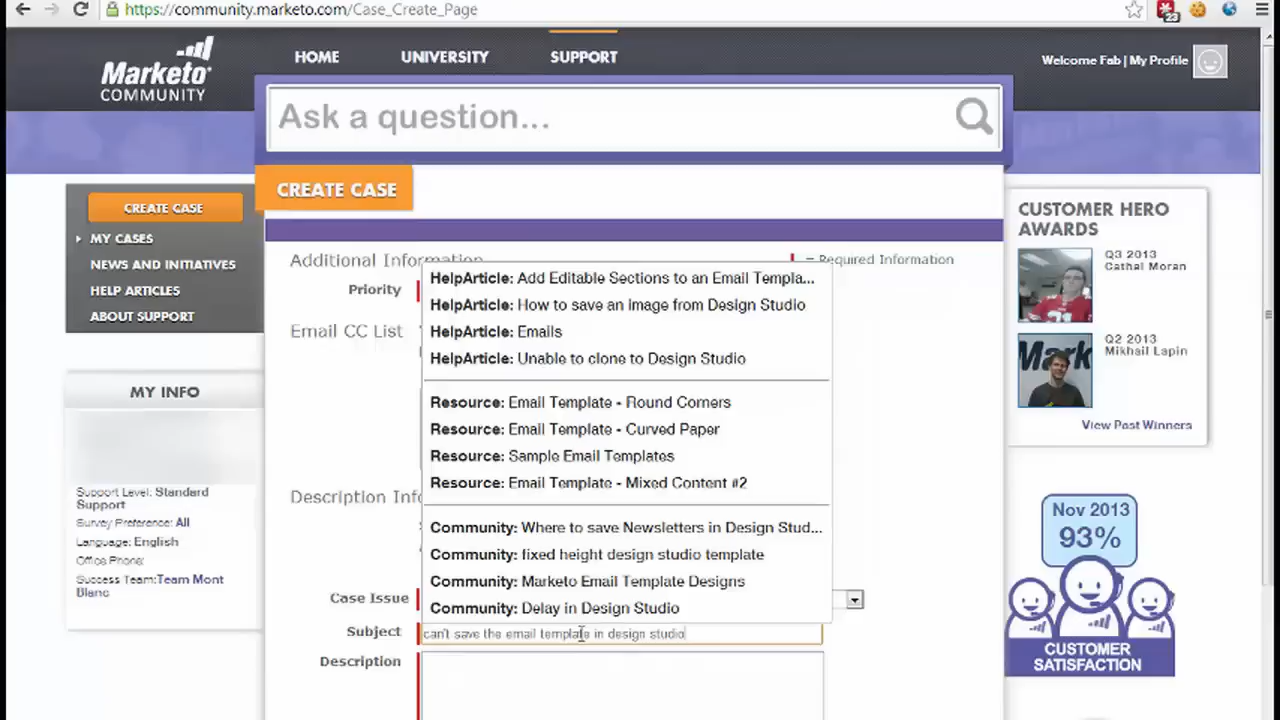 https://community.marketo.com/Case_Create_Page
23
Marketo
COMMUNITY
HOME
UNIVERSITY
SUPPORT
Welcome Fab | My Profile
Ask a question...
CREATE CASE
CREATE CASE
MY CASES
NEWS AND INITIATIVES
HELP ARTICLES
ABOUT SUPPORT
MY INFO
Support Level: Standard
Support
Survey Preference: All
Language: English
Office Phone:
Success Team:Team Mont
Blanc
Additional Information
= Required Information
Priority
Email CC List
HelpArticle: Add Editable Sections to an Email Templa...
HelpArticle: How to save an image from Design Studio
HelpArticle: Emails
HelpArticle: Unable to clone to Design Studio
Resource: Email Template - Round Corners
Resource: Email Template - Curved Paper
Resource: Sample Email Templates
Resource: Email Template - Mixed Content #2
Description Inf
Community: Where to save Newsletters in Design Stud...
Community: fixed height design studio template
Community: Marketo Email Template Designs
Community: Delay in Design Studio
Case Issue
Subject
can't save the email template in design studio
Description
CUSTOMER HERO
AWARDS
Q3 2013
Cathal Moran
Q2 2013
Mikhail Lapin
Mark
View Past Winners
Nov 2013
93%
CUSTOMER
SATISFACTION